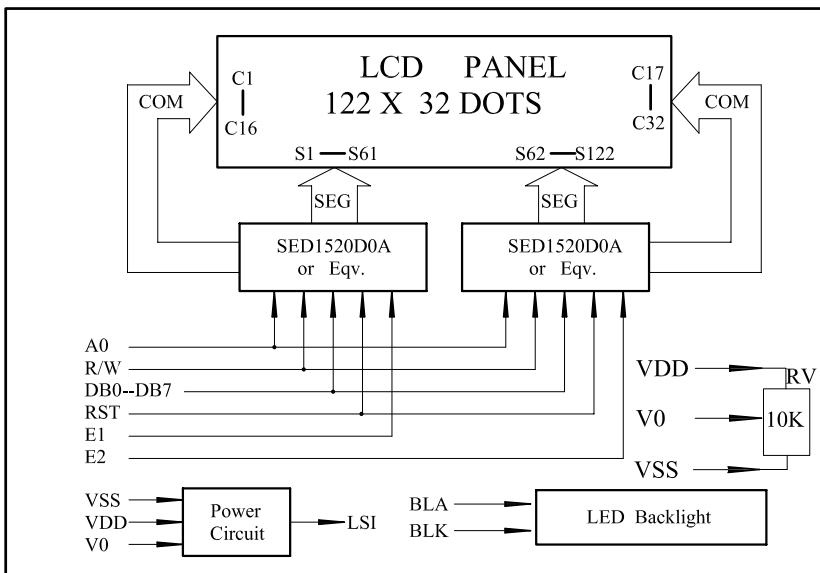 LCD PANEL
122 X 32 DOTS
C1
C16
C17
C32
COM
COM
S1 S61
S62 S122
SEG
SEG
SED1520D0A
or Eqv.
SED1520D0A
or Eqv.
A0
R/W
DB0--DB7
RST
E1
E2
VDD
RV
V0
10K
VSS
VSS
VDD
V0
Power
Circuit
LSI
BLA
BLK
LED Backlight